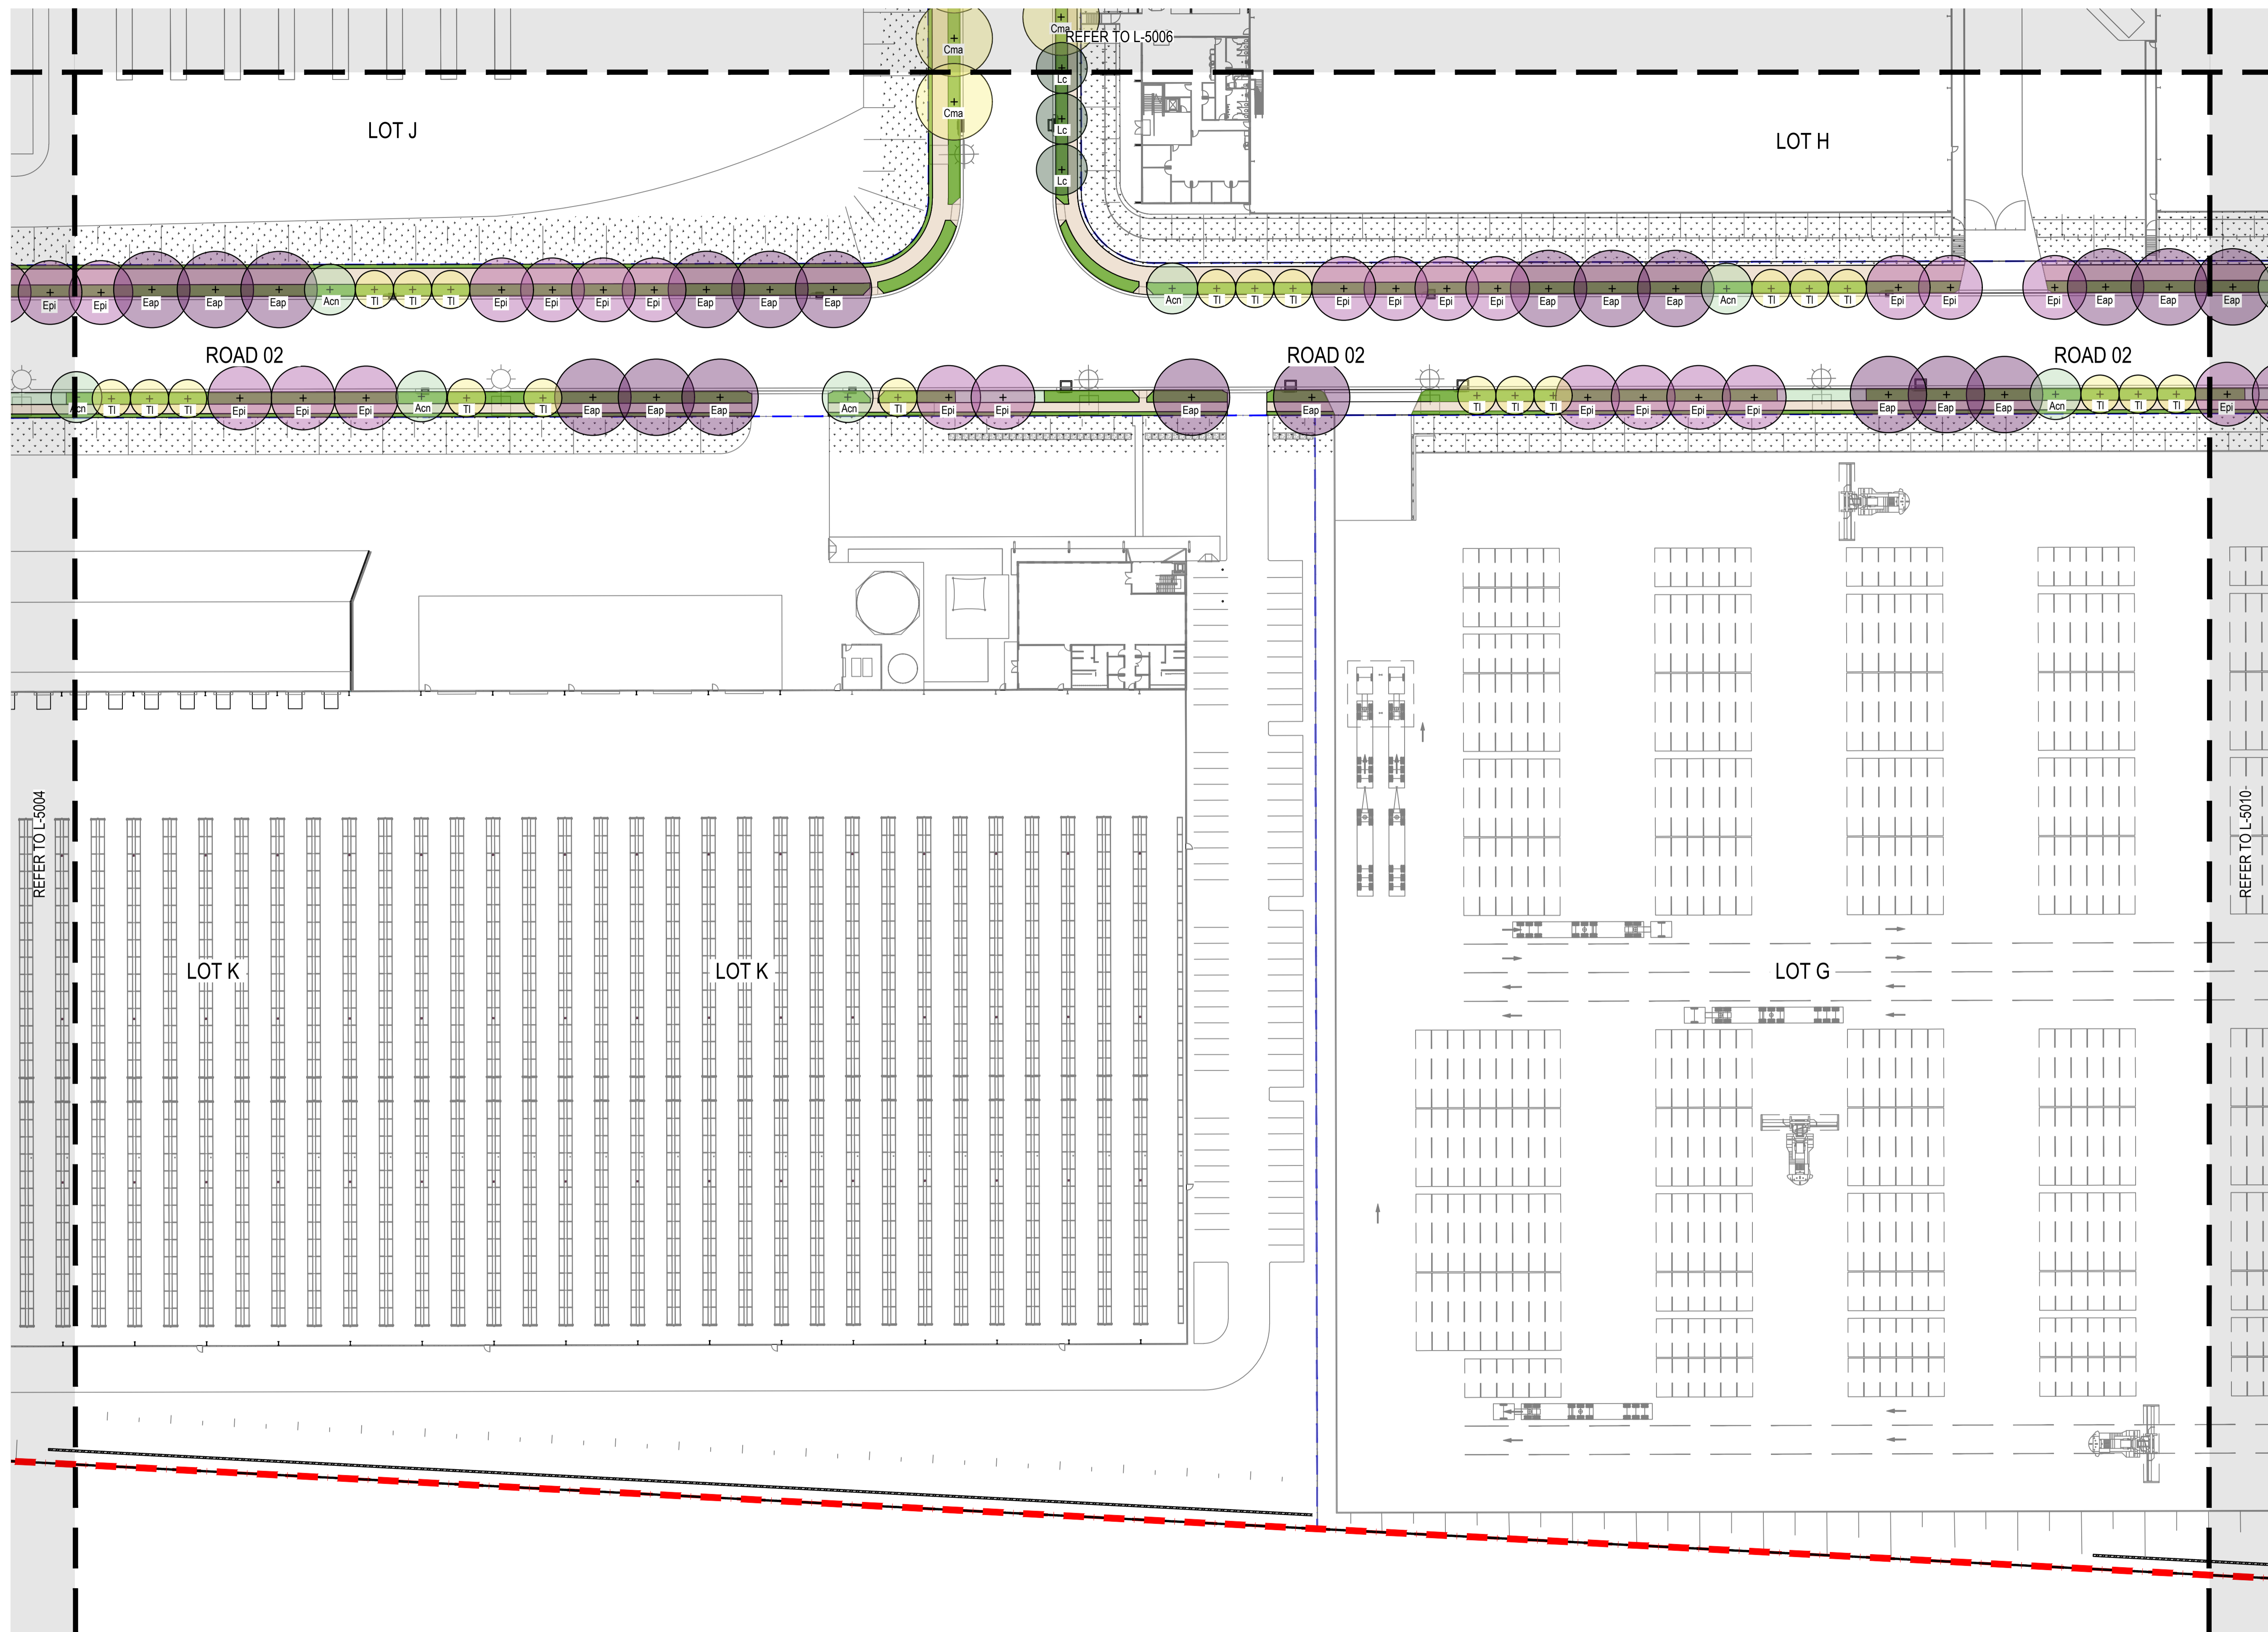 Cma
Cma
REFER TO L-5006
Lc
Cma
Lc
Lc
LOT J
LOT H
Epi
Epi
Eap
Eap
Eap
Acn
Tl
Tl
Tl
Epi
Epi
Epi
Epi
Eap
Eap
Eap
Acn
Tl
Tl
Tl
Epi
Epi
Epi
Epi
Eap
Eap
Eap
Acn
Tl
Tl
Tl
Epi
Epi
Epi
Eap
Eap
Eap
ROAD 02
ROAD 02
ROAD 02
Acn
Tl
Tl
Tl
Epi
Epi
Epi
Acn
Tl
Tl
Eap
Eap
Eap
Acn
Tl
Epi
Epi
Eap
Eap
Tl
Tl
Tl
Epi
Epi
Epi
Epi
Eap
Eap
Eap
Acn
Tl
Tl
Tl
Epi
REFER TO L-5004
REFER TO L-5010
LOT K
LOT K
LOT G